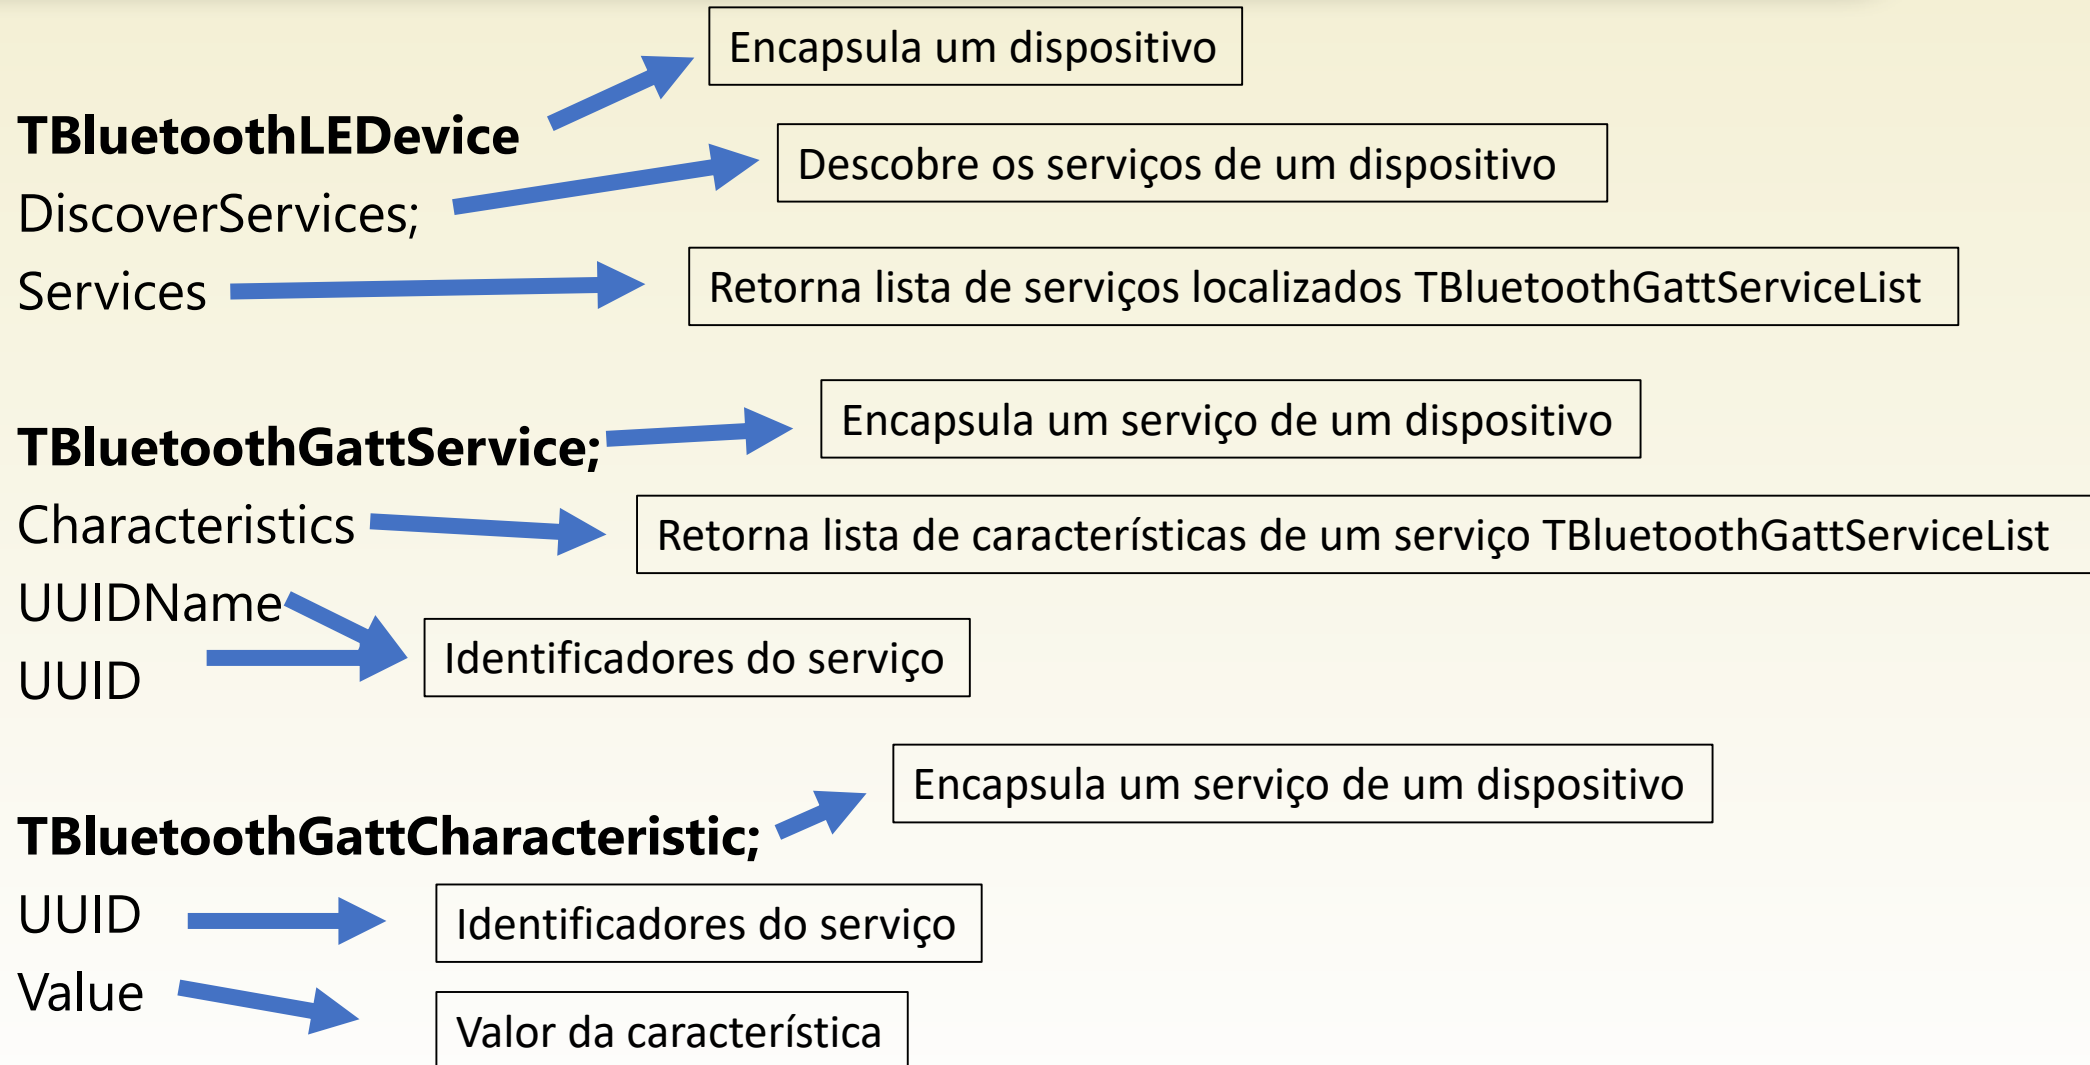 Encapsula um dispositivo
TBluetoothLEDevice
Descobre os serviços de um dispositivo
DiscoverServices;
Services
Retorna lista de serviços localizados TBluetoothGattServiceList
Encapsula um serviço de um dispositivo
TBluetoothGattService;
Characteristics
Retorna lista de características de um serviço TBluetoothGattServiceList
UUIDName
Identificadores do serviço
UUID
Encapsula um serviço de um dispositivo
TBluetoothGattCharacteristic;
UUID
Identificadores do serviço
Value
Valor da característica